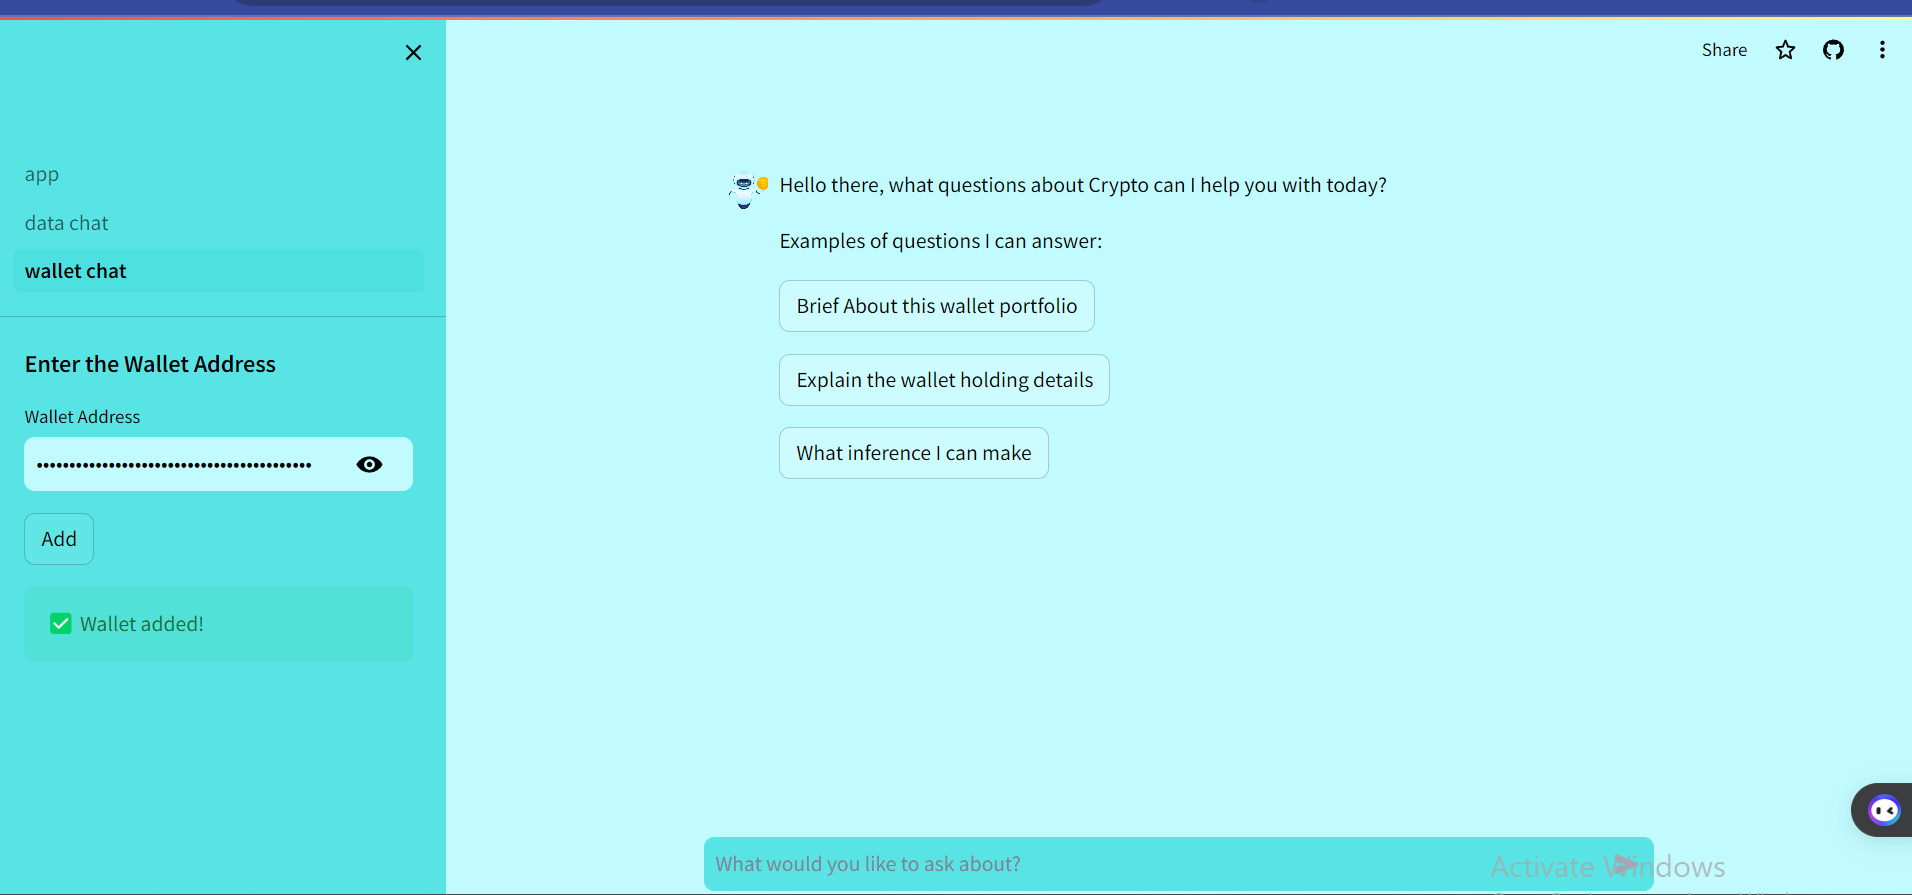 Share
app
data chat
wallet chat
Enter the Wallet Address
Wallet Address
••••••••••••••••••••••••••••••••••••••••••
Add
Wallet added!
Hello there, what questions about Crypto can I help you with today?
Examples of questions I can answer:
Brief About this wallet portfolio
Explain the wallet holding details
What inference I can make
What would you like to ask about?
Activate Windows